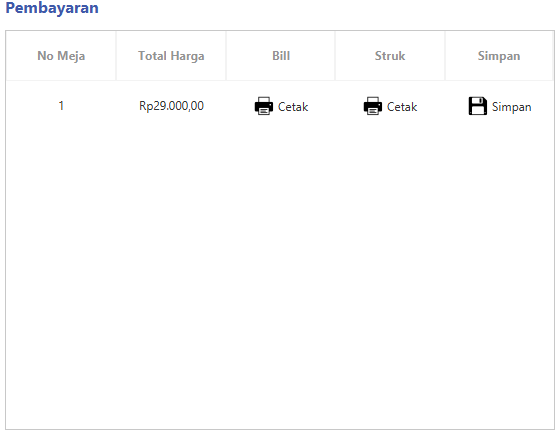 Pembayaran
No Meja Total Harga Bill Struk Simpan
1 Rp29.000,00 Cetak Cetak Simpan